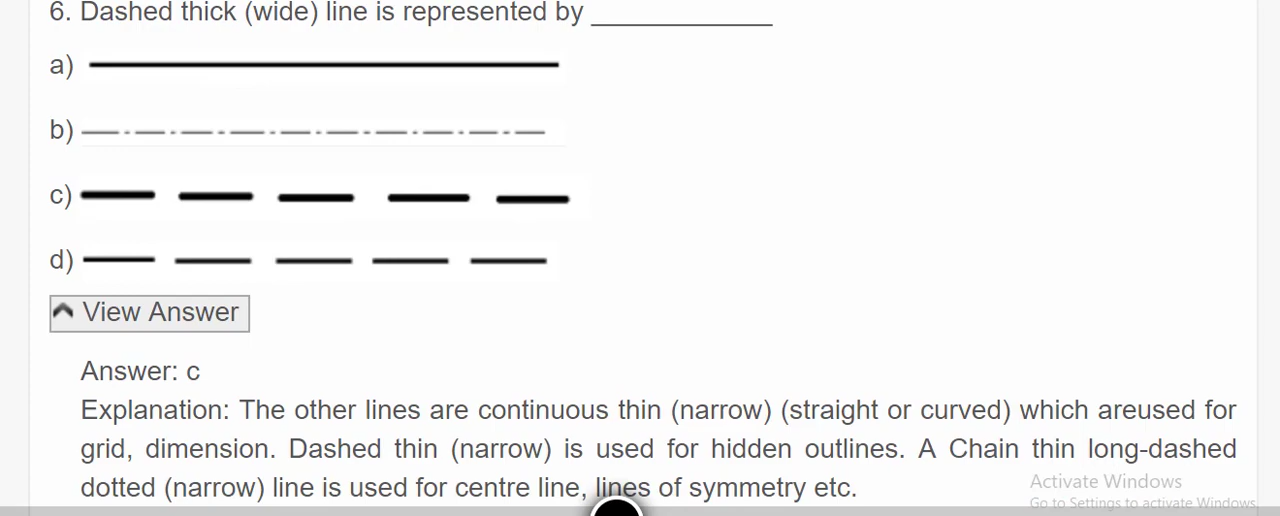 6. Dashed thick (wide) line is represented by ____________
a)
b)
c)
d)
View Answer
Answer: c
Explanation: The other lines are continuous thin (narrow) (straight or curved) which areused for
grid, dimension. Dashed thin (narrow) is used for hidden outlines. A Chain thin long-dashed
dotted (narrow) line is used for centre line, lines of symmetry etc.
Activate Windows
Go to Settings to activate Windows.